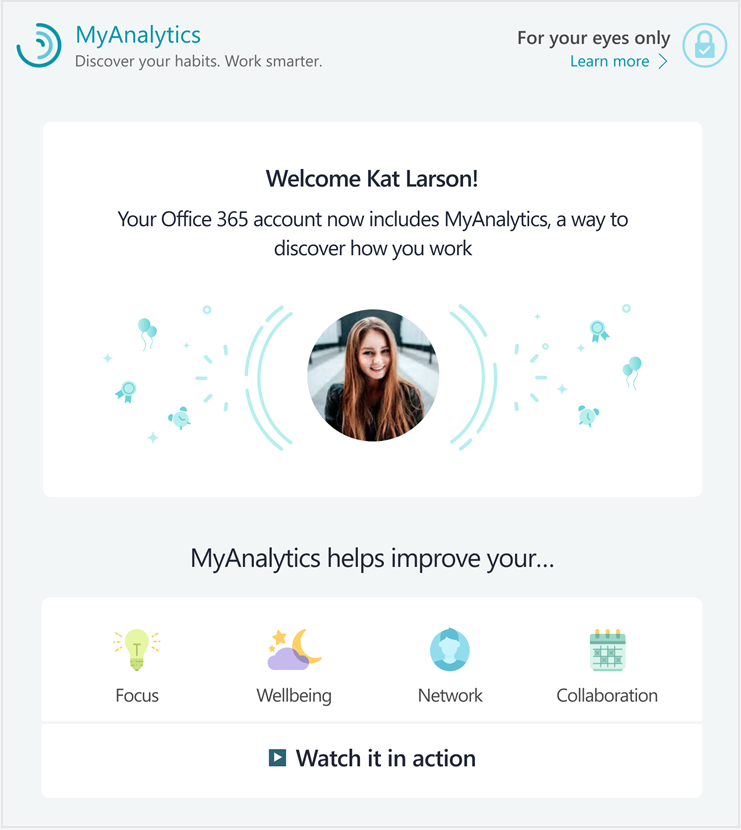 MyAnalytics
Discover your habits. Work smarter.
For your eyes only
Learn more
Welcome Kat Larson!
Your Office 365 account now includes MyAnalytics, a way to
discover how you work
MyAnalytics helps improve your...
Focus
Wellbeing
Network
Collaboration
Watch it in action